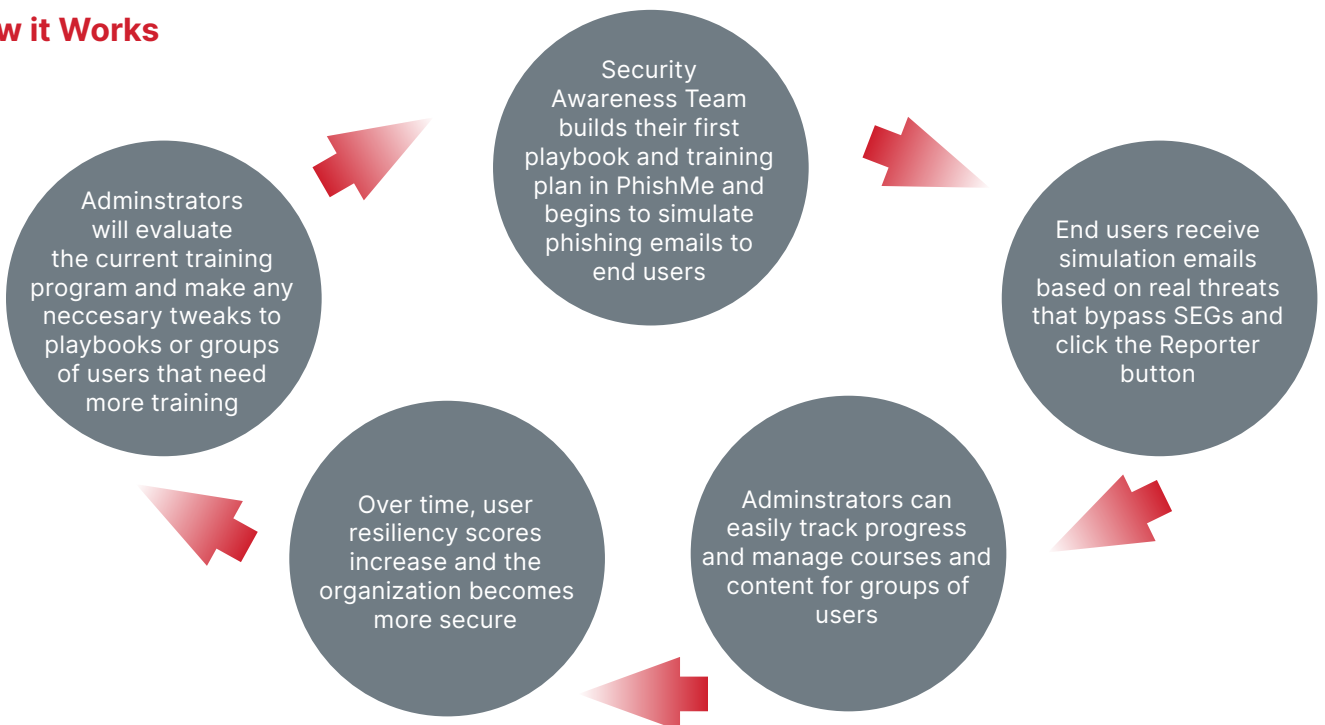 w it Works
Security
Awareness Team
builds their first
playbook and training
plan in PhishMe and
begins to simulate
phishing emails to
end users
End users receive
simulation emails
based on real threats
that bypass SEGs and
click the Reporter
button
Adminstrators can
easily track progress
and manage courses and
content for groups of
users
Over time, user
resiliency scores
increase and the
organization becomes
more secure
Adminstrators
will evaluate
the current training
program and make any
neccesary tweaks to
playbooks or groups
of users that need
more training